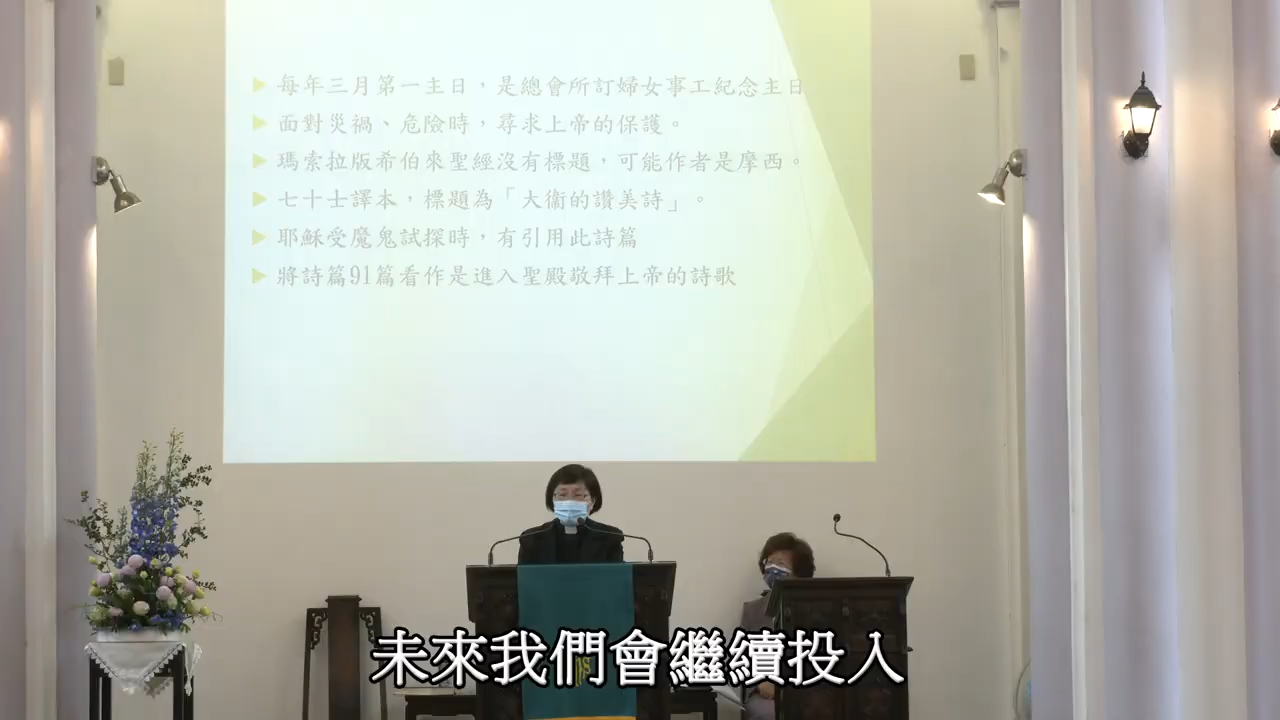 每年三月第一主日，是總會所訂婦女事工紀念主日
面對災禍、危險時，尋求上帝的保護。
瑪索拉版希伯來聖經沒有標題，可能作者是摩西。
七十士譯本，標題為「大衛的讚美詩」。
耶穌受魔鬼試探時，有引用此詩篇
將詩篇91篇看作是進入聖殿敬拜上帝的詩歌
未來我們會繼續投入